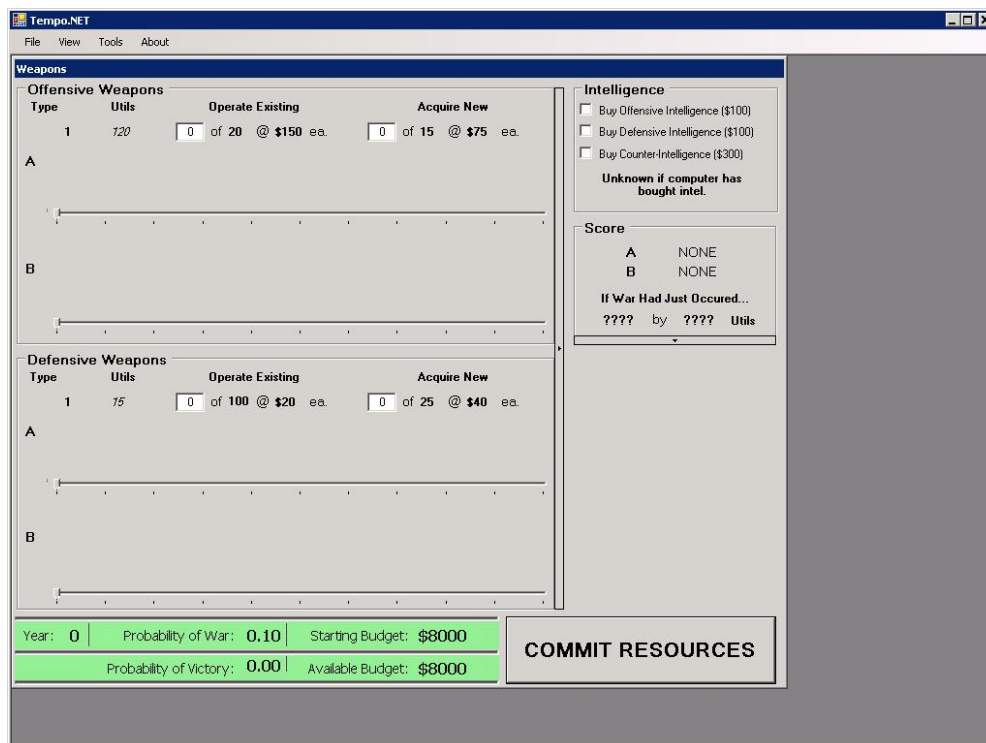 Tempo.NET
File View Tools About
Weapons
Offensive Weapons
Type Utils Operate Existing Acquire New
1 120 0 of 20 @ $150 ea. 0 of 15 @ $75 ea.
A
B
Defensive Weapons
Type Utils Operate Existing Acquire New
1 15 0 of 100 @ $20 ea. 0 of 25 @ $40 ea.
A
B
Intelligence
Buy Offensive Intelligence ($100)
Buy Defensive Intelligence ($100)
Buy Counter-Intelligence ($300)
Unknown if computer has
bought intel.
Score
A NONE
B NONE
If War Had Just Occured...
???? by ???? Utils
Year: 0 Probability of War: 0.10 Starting Budget: $8000
Probability of Victory: 0.00 Available Budget: $8000
COMMIT RESOURCES